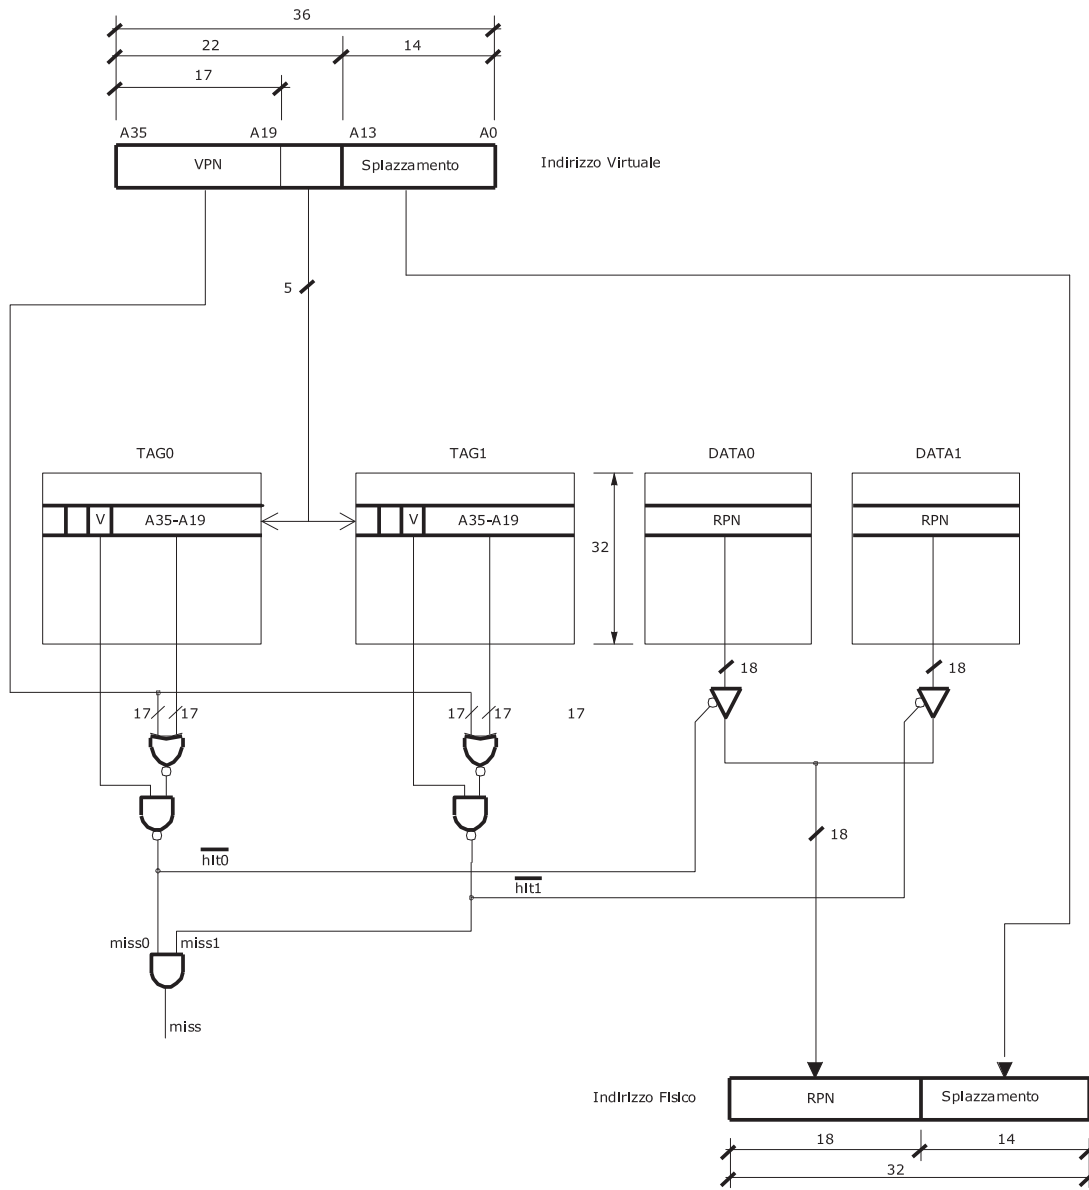 36
22
14
17
A35
A19
A13
A0
VPN
Splazzamento
Indirizzo Virtuale
5
TAG0
TAG1
DATA0
DATA1
V
A35-A19
V
A35-A19
RPN
RPN
32
18
18
17
17
17
17
17
18
hit0
hit1
miss0
miss1
miss
Indirizzo Fisico
RPN
Splazzamento
18
14
32